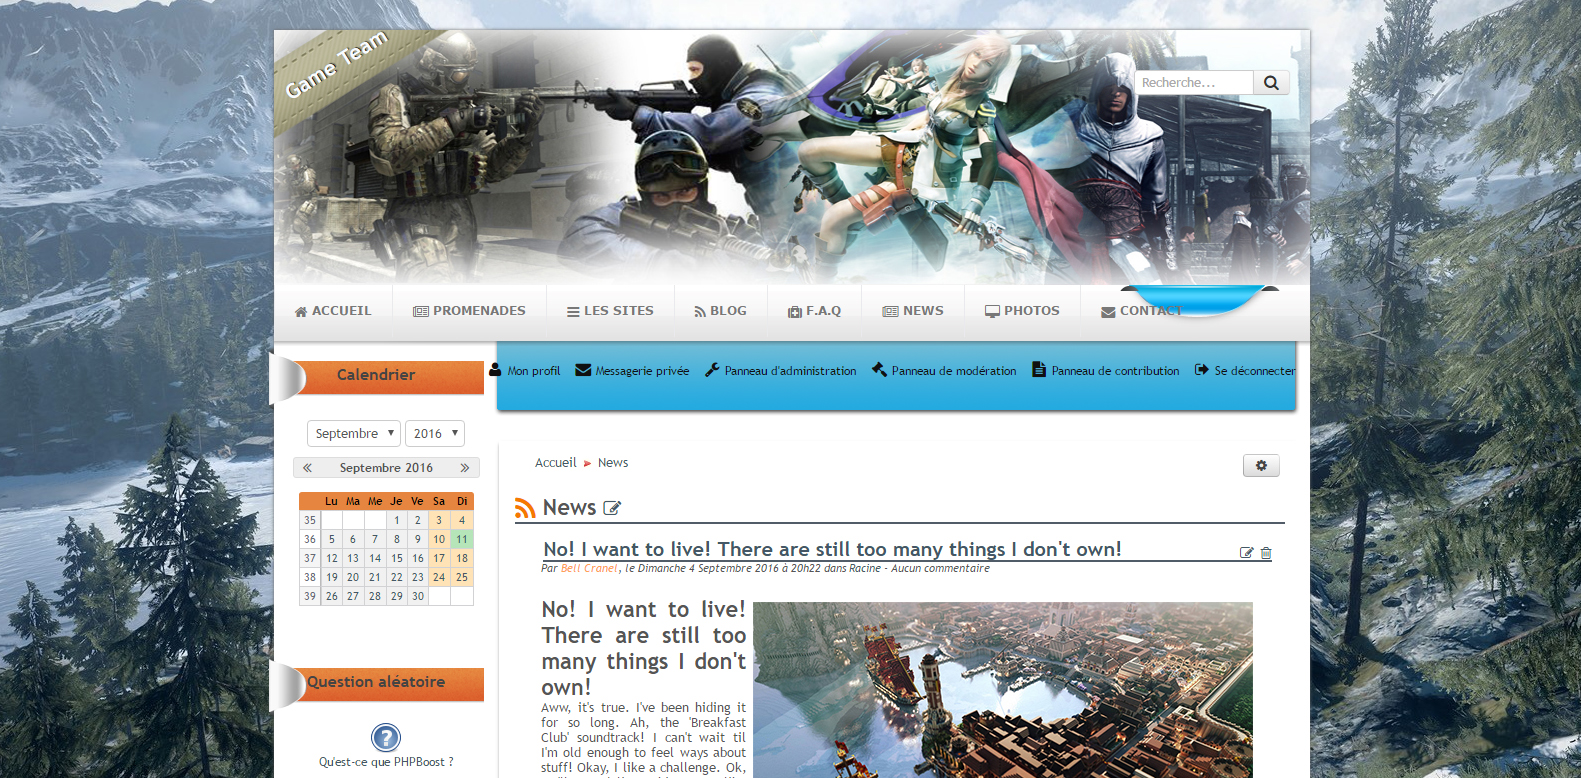 Game Team
Recherche...
ACCUEIL PROMENADES LES SITES BLOG F.A.Q NEWS PHOTOS CONTACT
Mon profil Messagerie privée Panneau d'administration Panneau de modération Panneau de contribution Se déconnecter
Calendrier
Septembre 2016
« Septembre 2016 »
Lu Ma Me Je Ve Sa Di
35 1 2 3 4
36 5 6 7 8 9 10 11
37 12 13 14 15 16 17 18
38 19 20 21 22 23 24 25
39 26 27 28 29 30
Question aléatoire
?
Qu'est-ce que PHPBoost ?
Accueil News
News
No! I want to live! There are still too many things I don't own!
Par Bell Cranel, le Dimanche 4 Septembre 2016 à 20h22 dans Racine - Aucun commentaire
No! I want to live!
There are still too
many things I don't
own!
Aww, it's true. I've been hiding it
for so long. Ah, the 'Breakfast
Club' soundtrack! I can't wait til
I'm old enough to feel ways about
stuff! Okay, I like a challenge. Ok,